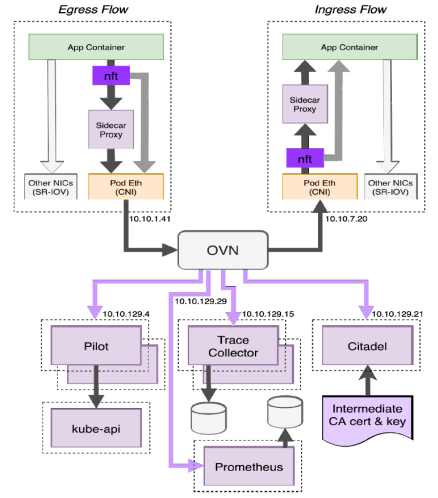 Egress Flow
Ingress Flow
App Container
App Container
nft
Sidecar
Proxy
Sidecar
Proxy
nft
Other NICs
(SR-IOV)
Pod Eth
(CNI)
Pod Eth
(CNI)
Other NICs
(SR-IOV)
10.10.1.41
10.10.7.20
OVN
10.10.129.4
10.10.129.29
10.10.129.15
10.10.129.21
Pilot
Trace
Collector
Citadel
kube-api
Prometheus
Intermediate
CA cert & key